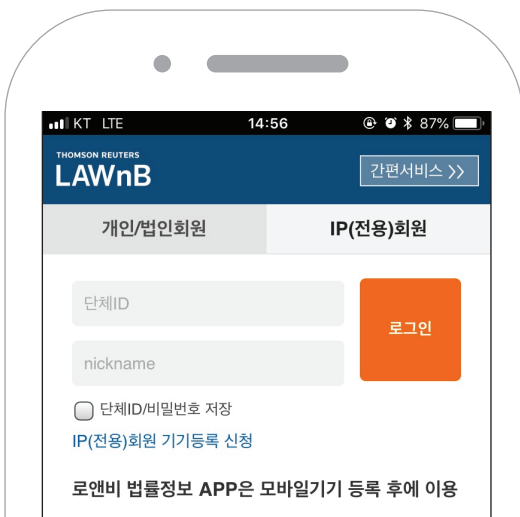 KT LTE 14:56 87%
THOMSON REUTERS
LAWnB
간편서비스 >>
개인/법인회원 IP(전용)회원
단체ID
로그인
nickname
단체ID/비밀번호 저장
IP(전용)회원 기기등록 신청
로앤비 법률정보 APP은 모바일기기 등록 후에 이용